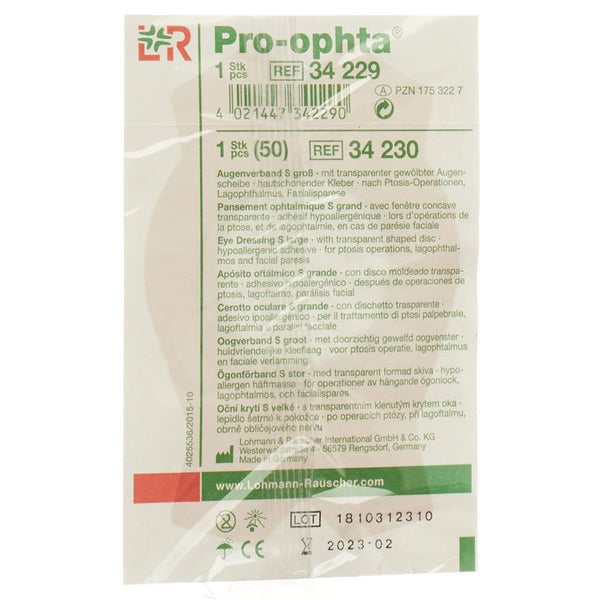 L R
Pro-ophta®
1 Stk pcs REF 34 229
A PZN 175 322 7
4 021447 342290
1 Stk pcs (50) REF 34 230
Augenverband S groß · mit transparenter gewölbter Augen-
scheibe · hautschonender Kleber · nach Ptosis-Operationen,
Lagophthalmus, Fazialisparese
Pansement ophtalmique S grand · avec fenêtre concave
transparente · adhésif hypoallergénique · lors d'opérations de
la ptose, et de lagophtalmie, en cas de parésie faciale
Eye Dressing S large · with transparent shaped disc ·
hypoallergenic adhesive · for ptosis operations, lagophthal-
mos and facial paresis
Apósito oftálmico S grande · con disco moldeado transpa-
rente · adhesivo hipoalergénico · después de operaciones de
ptosis, lagoftalmo, parálisis facial
Cerotto oculare S grande · con dischetto trasparente ·
adesivo ipoallergénico · per il trattamento di ptosi palpebrale,
lagoftalmia a paralisi facciale
Oogverband S groot · met doorzichtig gewelfd oogvenster ·
huidvriendelijke kleeflaag · voor ptosis operatie, lagophtalmus
en faciale verlamming
Ögonförband S stor · med transparent formad skiva · hypo-
allergen häftmassa · för operationer av hängande ögonlock,
lagophtalmos, och facialispares
Oční krytí S velké · s transparentním klenutým krytem oka ·
lepidlo šetrné k pokožce · po operacích ptózy, při lagoftalmu,
obrně obličejového nervu
Lohmann & Rauscher International GmbH & Co. KG
Westerwaldstraße 4 · 56579 Rengsdorf, Germany
Made in Germany
4025536/2015-10
www.Lohmann-Rauscher.com
2 LOT 1810312310
CE 2023-02